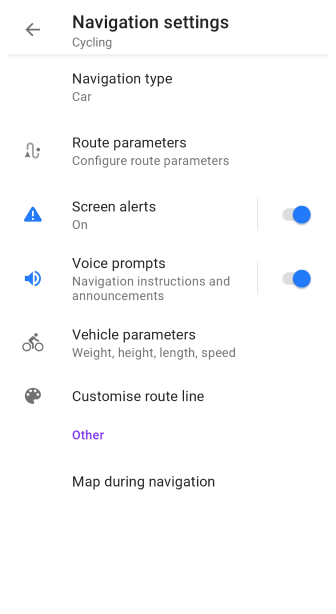 Navigation settings
Cycling
Navigation type
Car
Route parameters
Configure route parameters
Screen alerts
On
Voice prompts
Navigation instructions and
announcements
Vehicle parameters
Weight, height, length, speed
Customise route line
Other
Map during navigation